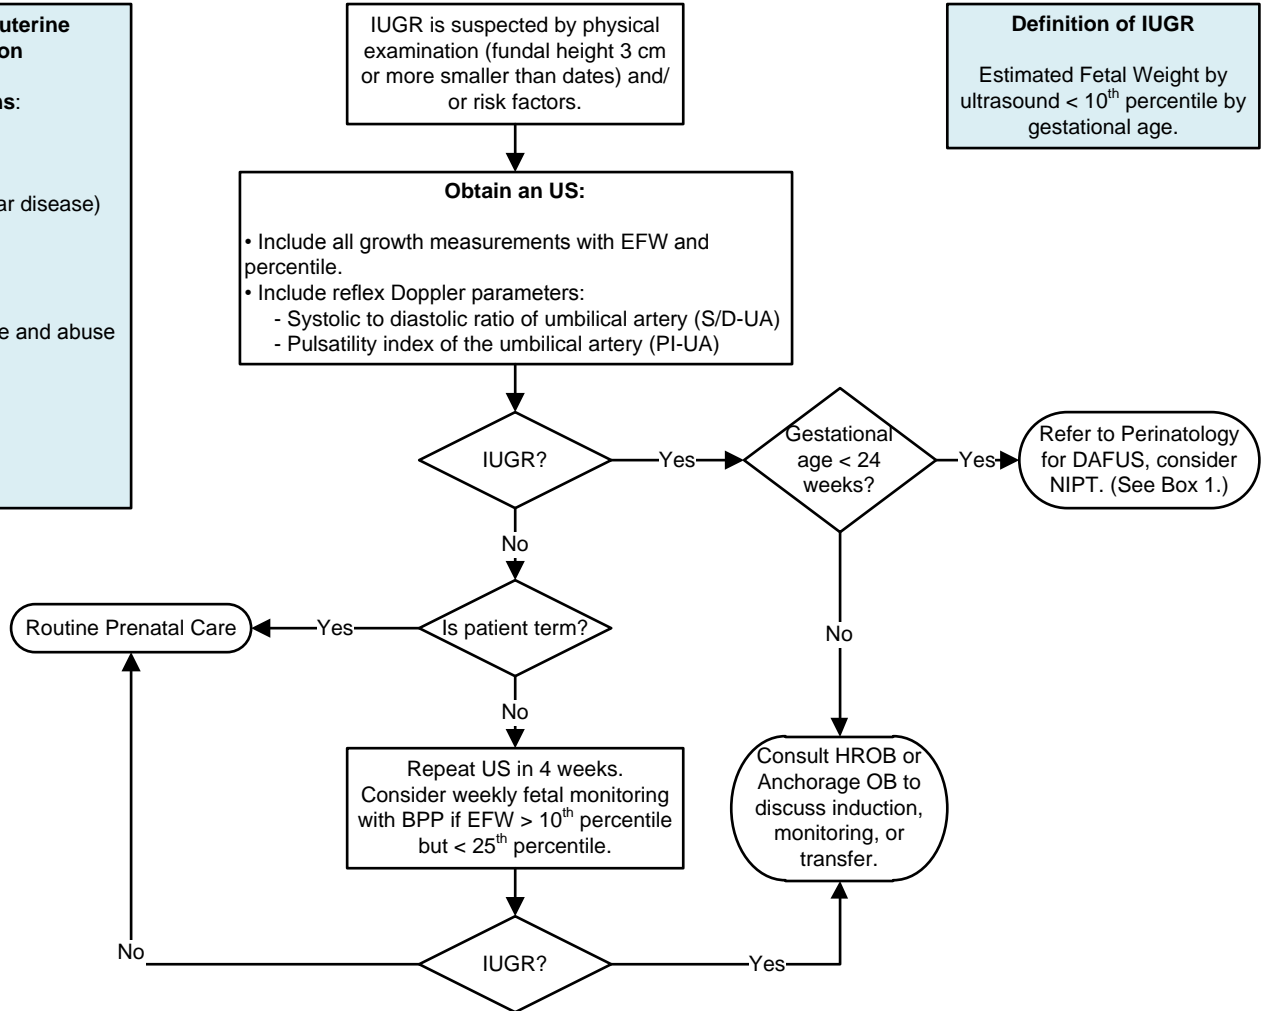 uterine
on
ns:
ar disease)
e and abuse
IUGR is suspected by physical
examination (fundal height 3 cm
or more smaller than dates) and/
or risk factors.
Definition of IUGR
Estimated Fetal Weight by
ultrasound < 10th percentile by
gestational age.
Obtain an US:
• Include all growth measurements with EFW and
percentile.
• Include reflex Doppler parameters:
- Systolic to diastolic ratio of umbilical artery (S/D-UA)
- Pulsatility index of the umbilical artery (PI-UA)
IUGR?
Yes
Gestational
age < 24
weeks?
Yes
Refer to Perinatology
for DAFUS, consider
NIPT. (See Box 1.)
No
Is patient term?
Yes
Routine Prenatal Care
No
No
Repeat US in 4 weeks.
Consider weekly fetal monitoring
with BPP if EFW > 10th percentile
but < 25th percentile.
Consult HROB or
Anchorage OB to
discuss induction,
monitoring, or
transfer.
IUGR?
No
Yes